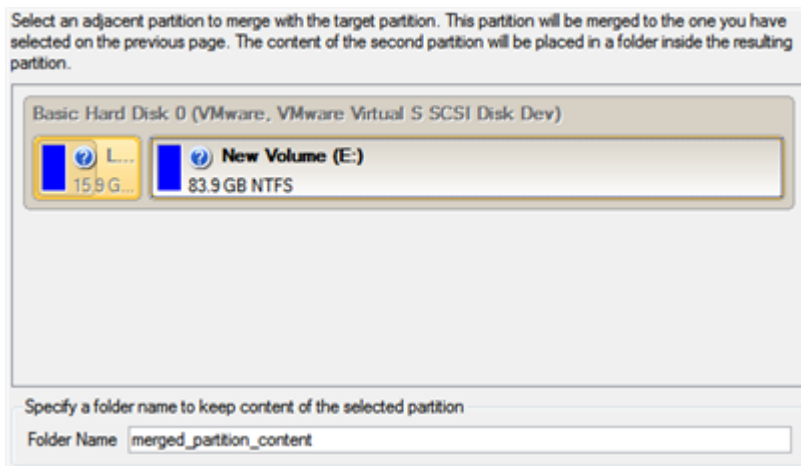 Select an adjacent partition to merge with the target partition. This partition will be merged to the one you have
selected on the previous page. The content of the second partition will be placed in a folder inside the resulting
partition.
Basic Hard Disk 0 (VMware, VMware Virtual S SCSI Disk Dev)
L...
15.9 G...
New Volume (E:)
83.9 GB NTFS
Specify a folder name to keep content of the selected partition
Folder Name merged_partition_content